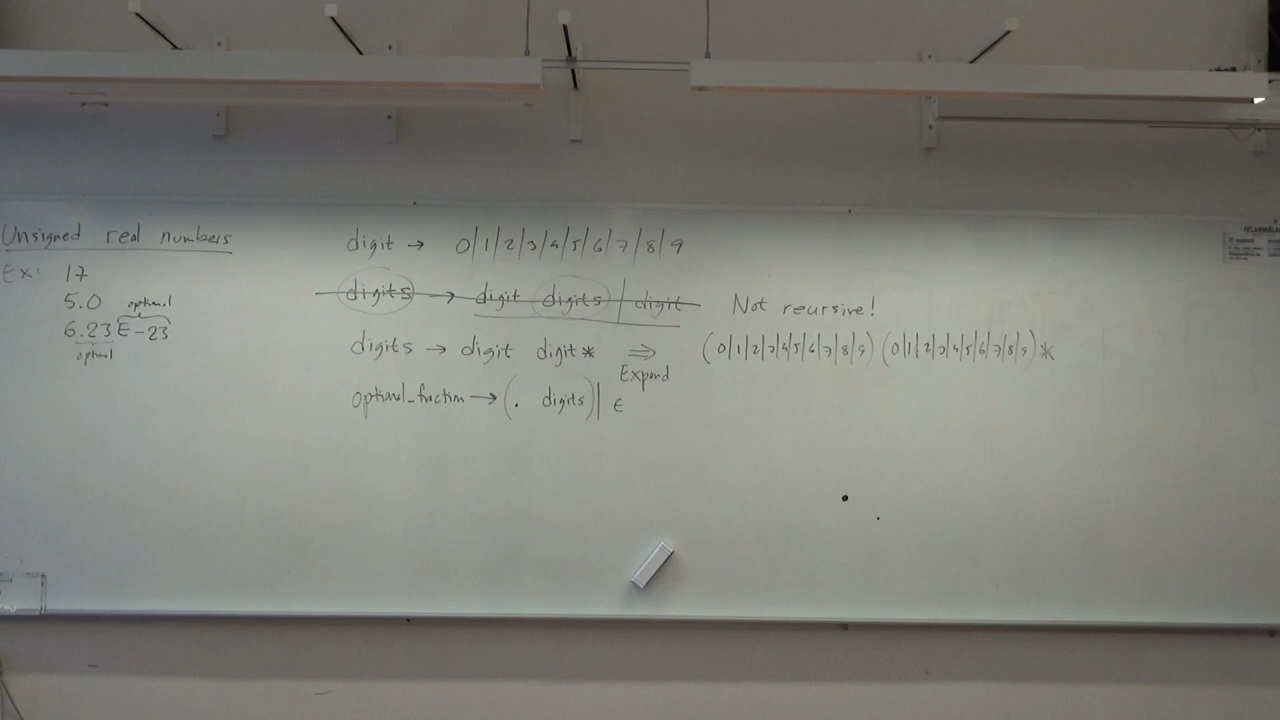 Unsigned real numbers
Ex: 17
5.0
optional
6.23E-23
optional
digit → 0|1|2|3|4|5|6|7|8|9
digits → digit digits | digit
Not recursive!
digits → digit digit* ⇒ (0|1|2|3|4|5|6|7|8|9)(0|1|2|3|4|5|6|7|8|9)*
Expand
optional_fraction → (. digits)| ε
FELANMÄLAN